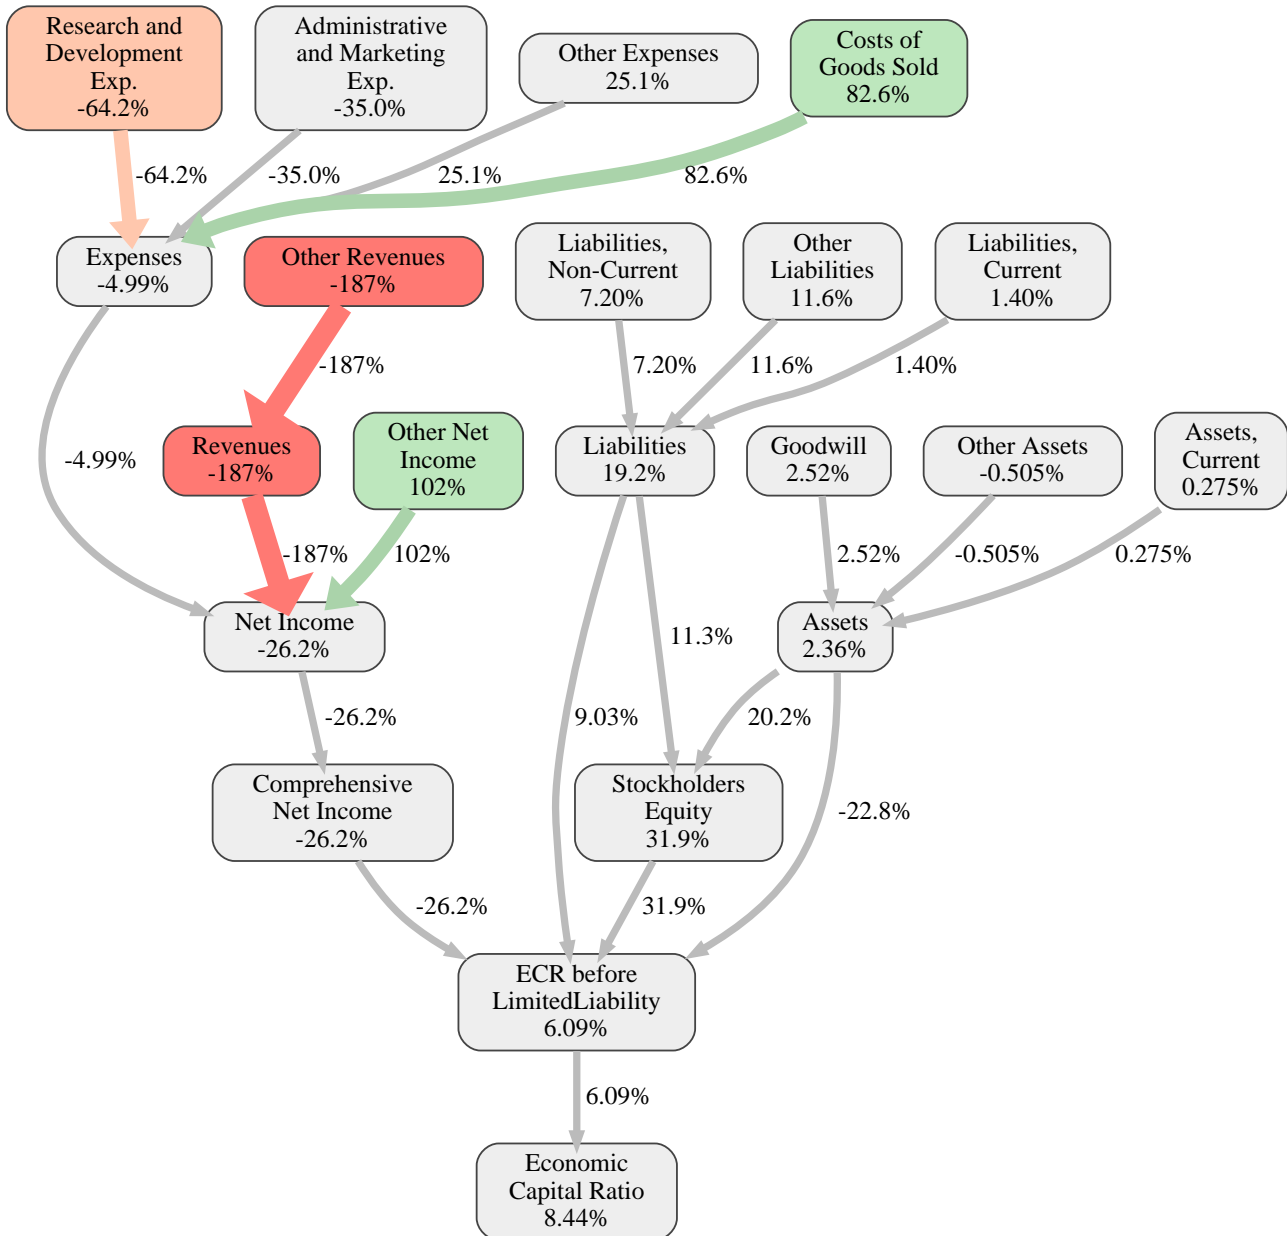 Research and
Development
Exp.
-64.2%
Administrative
and Marketing
Exp.
-35.0%
Other Expenses
25.1%
Costs of
Goods Sold
82.6%
-64.2%
-35.0%
25.1%
82.6%
Expenses
-4.99%
Other Revenues
-187%
Liabilities,
Non-Current
7.20%
Other
Liabilities
11.6%
Liabilities,
Current
1.40%
-187%
7.20%
11.6%
1.40%
-4.99%
Revenues
-187%
Other Net
Income
102%
Liabilities
19.2%
Goodwill
2.52%
Other Assets
-0.505%
Assets,
Current
0.275%
-187%
102%
2.52%
-0.505%
0.275%
Net Income
-26.2%
11.3%
Assets
2.36%
-26.2%
9.03%
20.2%
Comprehensive
Net Income
-26.2%
Stockholders
Equity
31.9%
-22.8%
-26.2%
31.9%
ECR before
LimitedLiability
6.09%
6.09%
Economic
Capital Ratio
8.44%